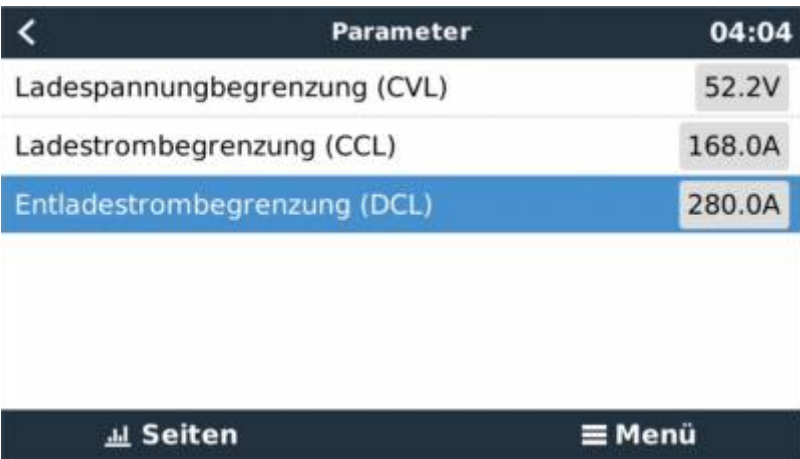 Parameter 04:04
Ladespannungbegrenzung (CVL) 52.2V
Ladestrombegrenzung (CCL) 168.0A
Entladestrombegrenzung (DCL) 280.0A
Seiten Menü